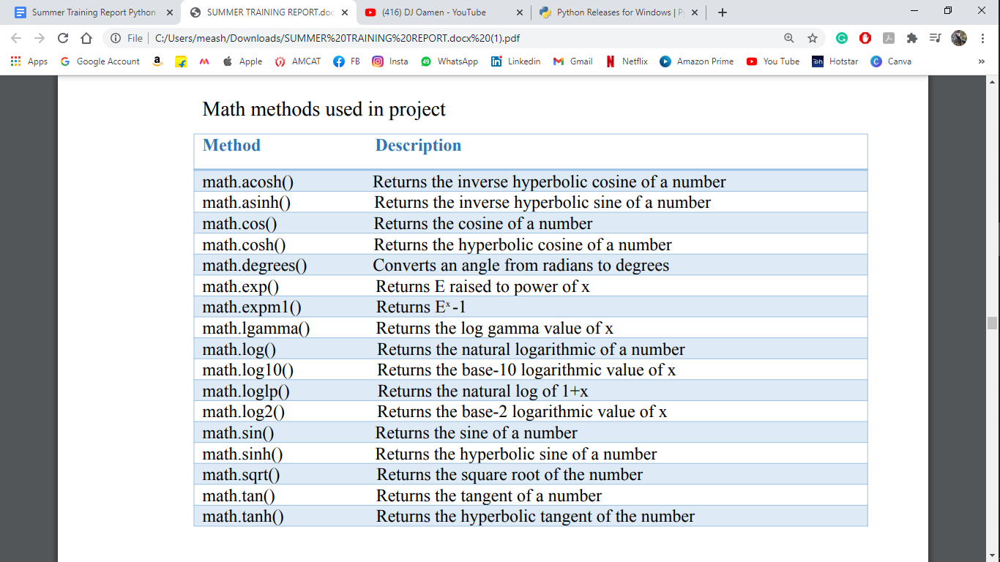 Summer Training Report Python
SUMMER TRAINING REPORT.doc
(416) DJ Oamen - YouTube
Python Releases for Windows | P
File
C:/Users/meash/Downloads/SUMMER%20TRAINING%20REPORT.docx%20(1).pdf
Apps
Google Account
Apple
AMCAT
FB
Insta
49
WhatsApp
Linkedin
Gmail
Netflix
Amazon Prime
You Tube
Hotstar
Canva
Math methods used in project
Method Description
math.acosh() Returns the inverse hyperbolic cosine of a number
math.asinh() Returns the inverse hyperbolic sine of a number
math.cos() Returns the cosine of a number
math.cosh() Returns the hyperbolic cosine of a number
math.degrees() Converts an angle from radians to degrees
math.exp() Returns E raised to power of x
math.expm1() Returns Eˣ -1
math.lgamma() Returns the log gamma value of x
math.log() Returns the natural logarithmic of a number
math.log10() Returns the base-10 logarithmic value of x
math.loglp() Returns the natural log of 1+x
math.log2() Returns the base-2 logarithmic value of x
math.sin() Returns the sine of a number
math.sinh() Returns the hyperbolic sine of a number
math.sqrt() Returns the square root of the number
math.tan() Returns the tangent of a number
math.tanh() Returns the hyperbolic tangent of the number